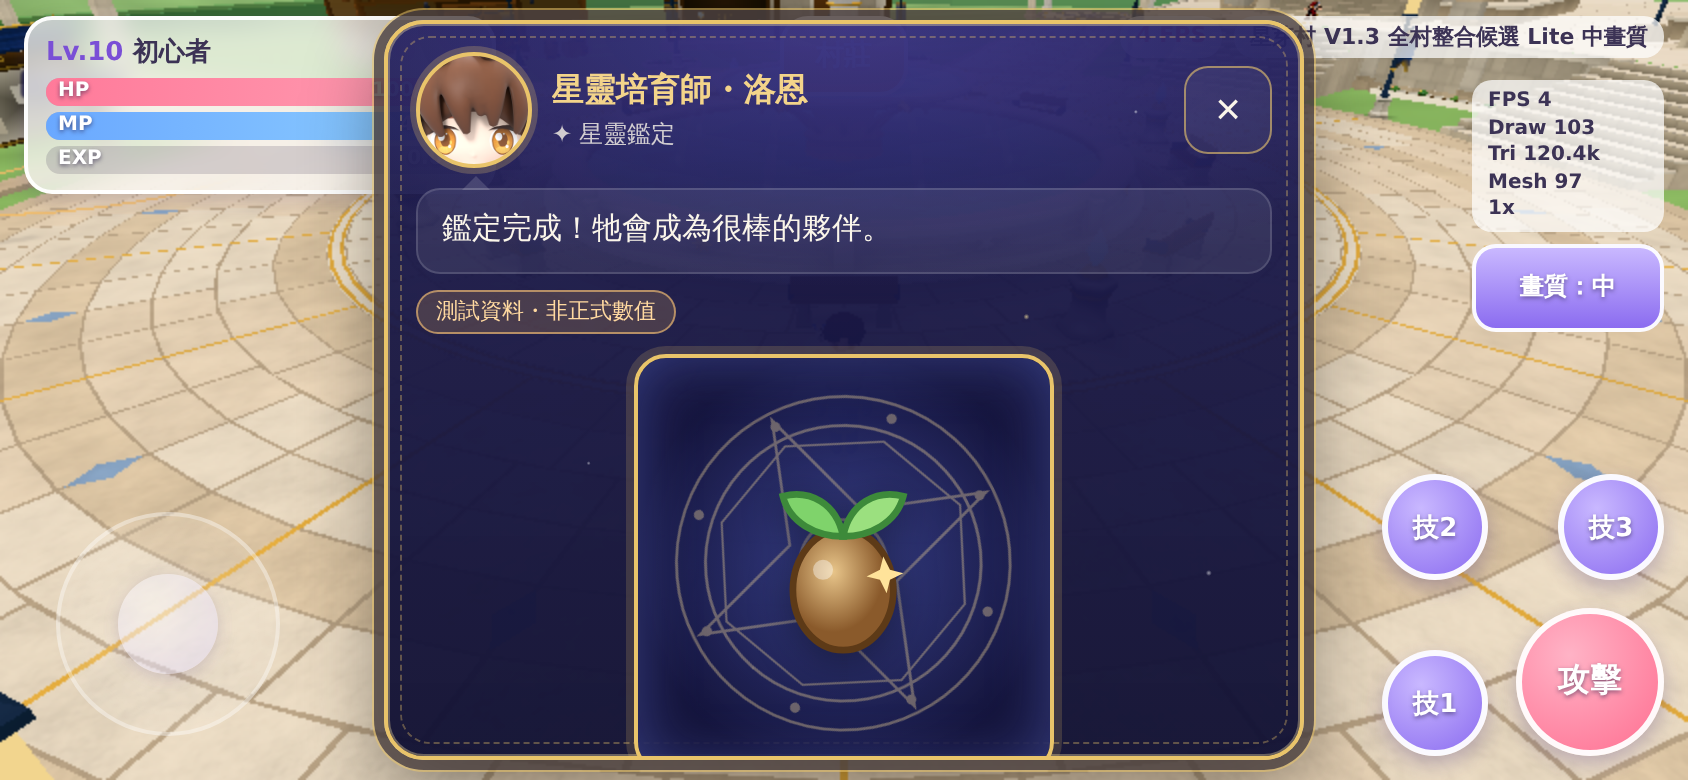 Lv.10 初心者
HP
MP
EXP
星靈培育師・洛恩
✦ 星靈鑑定
×
鑑定完成！牠會成為很棒的夥伴。
測試資料・非正式數值
村 V1.3 全村整合候選 Lite 中畫質
FPS 4
Draw 103
Tri 120.4k
Mesh 97
1x
畫質：中
技2
技3
技1
攻擊